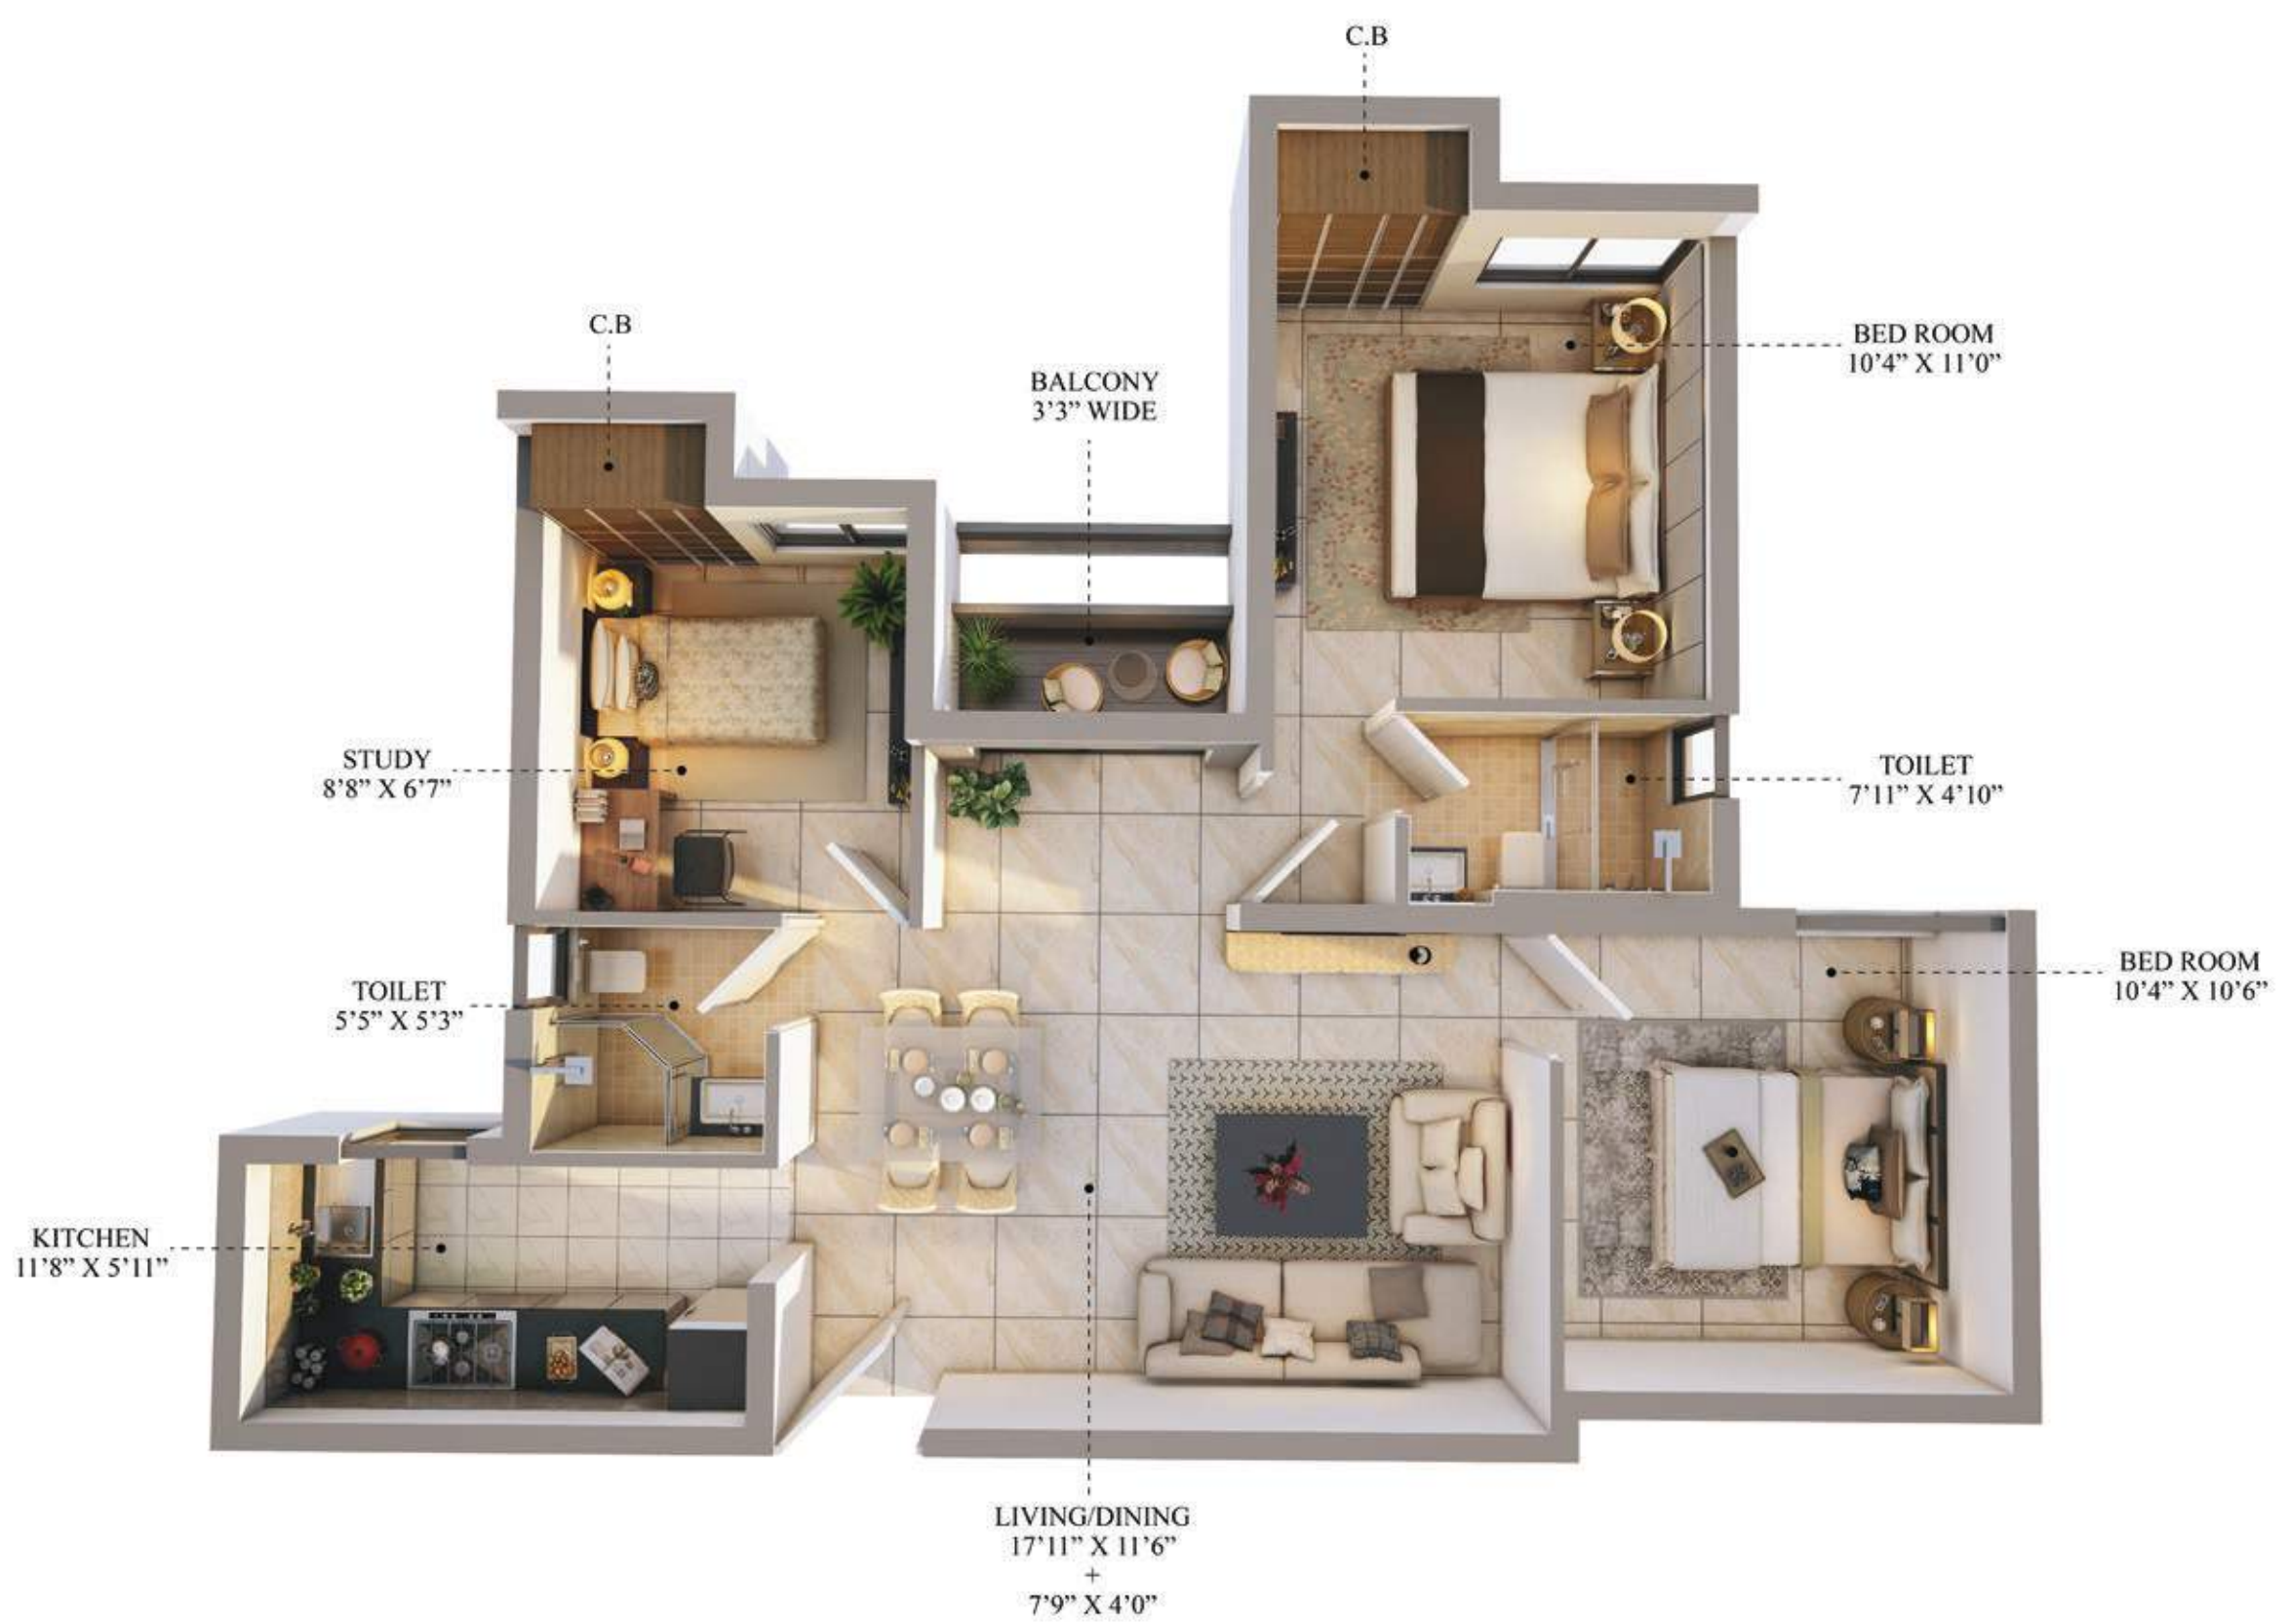 C.B
C.B
BALCONY
3’3” WIDE
BED ROOM
10’4” X 11’0”
STUDY
8’8” X 6’7”
TOILET
7’11” X 4’10”
TOILET
5’5” X 5’3”
BED ROOM
10’4” X 10’6”
KITCHEN
11’8” X 5’11”
LIVING/DINING
17’11” X 11’6”
+
7’9” X 4’0”